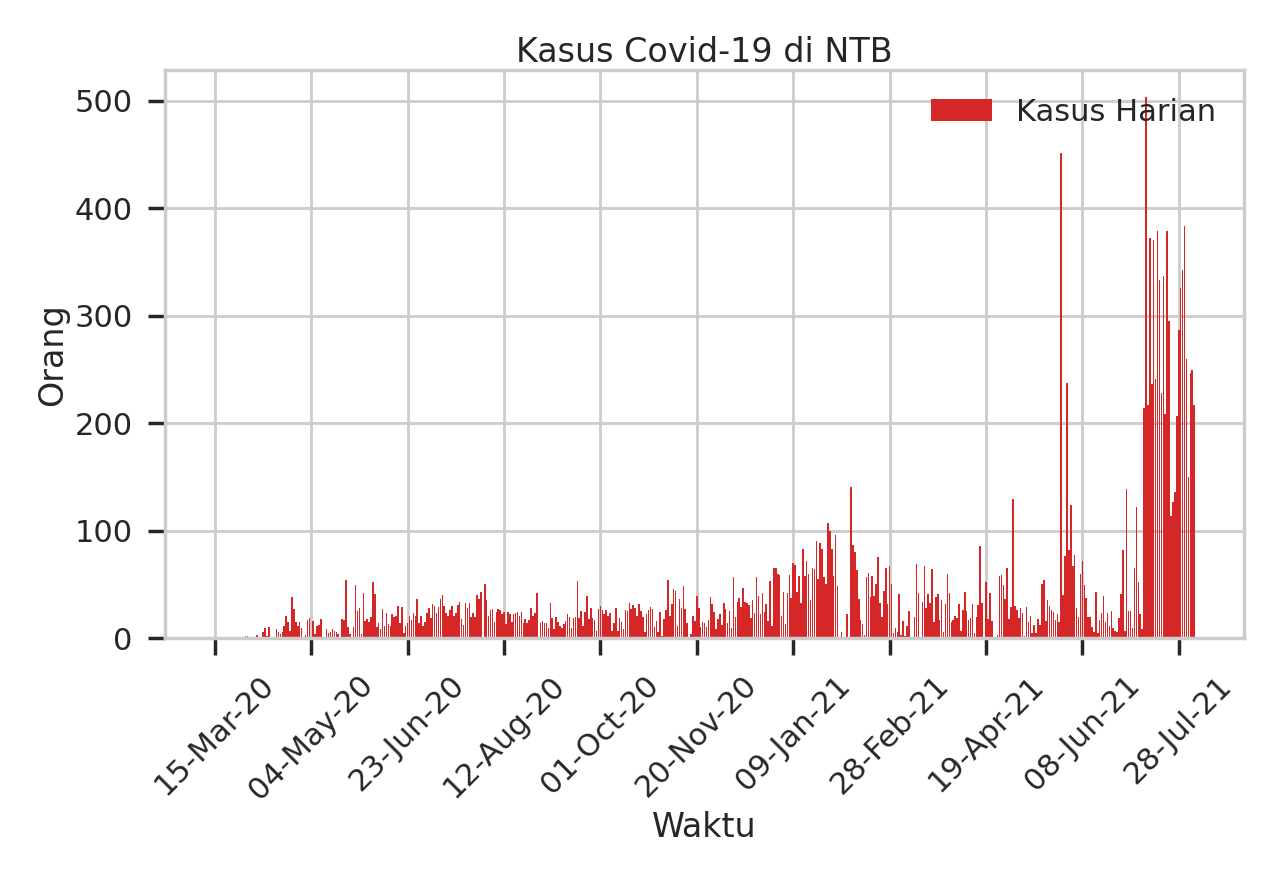 Kasus Covid-19 di NTB
Kasus Harian
Orang
500
400
300
200
100
0
15-Mar-20
04-May-20
23-Jun-20
12-Aug-20
01-Oct-20
20-Nov-20
09-Jan-21
28-Feb-21
19-Apr-21
08-Jun-21
28-Jul-21
Waktu